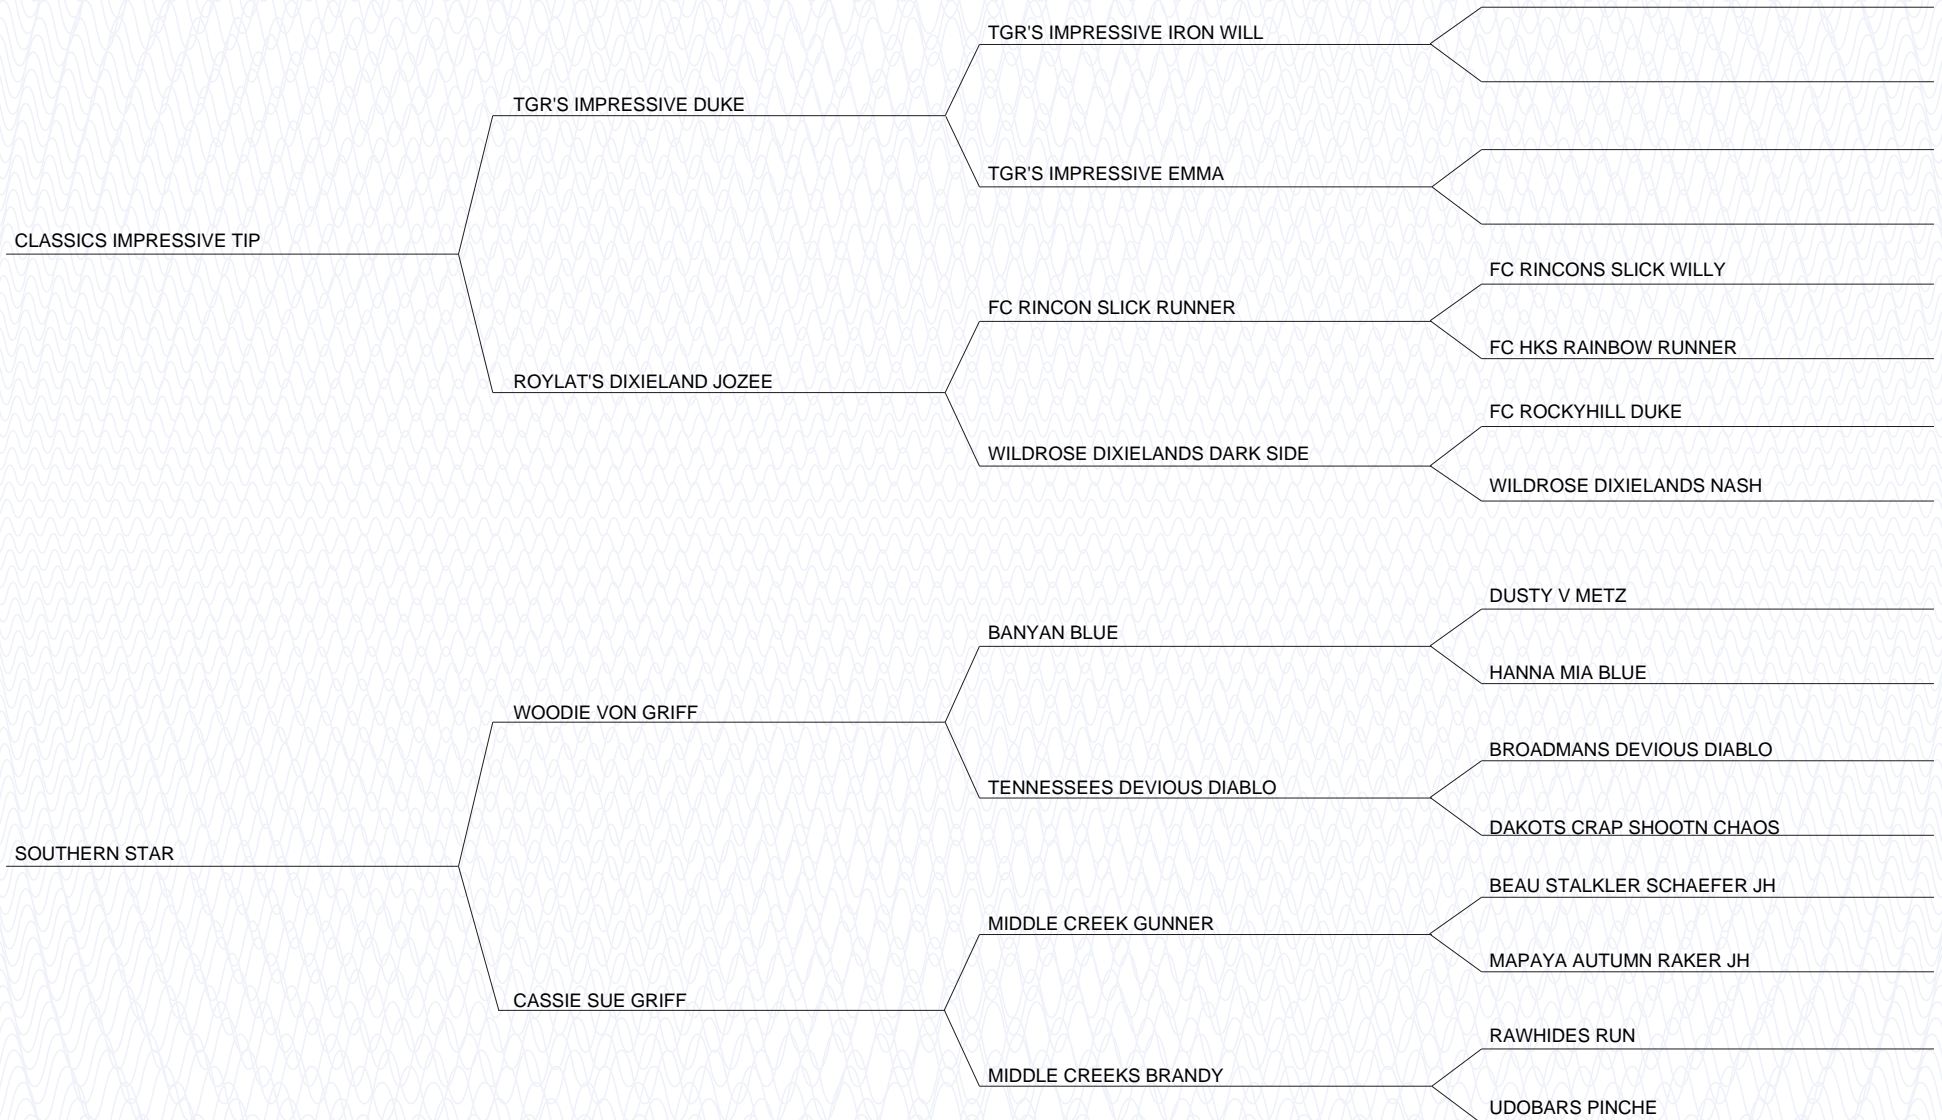 TGR'S IMPRESSIVE IRON WILL
TGR'S IMPRESSIVE DUKE
TGR'S IMPRESSIVE EMMA
CLASSICS IMPRESSIVE TIP
FC RINCONS SLICK WILLY
FC RINCON SLICK RUNNER
FC HKS RAINBOW RUNNER
ROYLAT'S DIXIELAND JOZEE
FC ROCKYHILL DUKE
WILDROSE DIXIELANDS DARK SIDE
WILDROSE DIXIELANDS NASH
DUSTY V METZ
BANYAN BLUE
HANNA MIA BLUE
WOODIE VON GRIFF
BROADMANS DEVIOUS DIABLO
TENNESSEES DEVIOUS DIABLO
DAKOTS CRAP SHOOTN CHAOS
SOUTHERN STAR
BEAU STALKLER SCHAEFER JH
MIDDLE CREEK GUNNER
MAPAYA AUTUMN RAKER JH
CASSIE SUE GRIFF
RAWHIDES RUN
MIDDLE CREEKS BRANDY
UDOBARS PINCHE